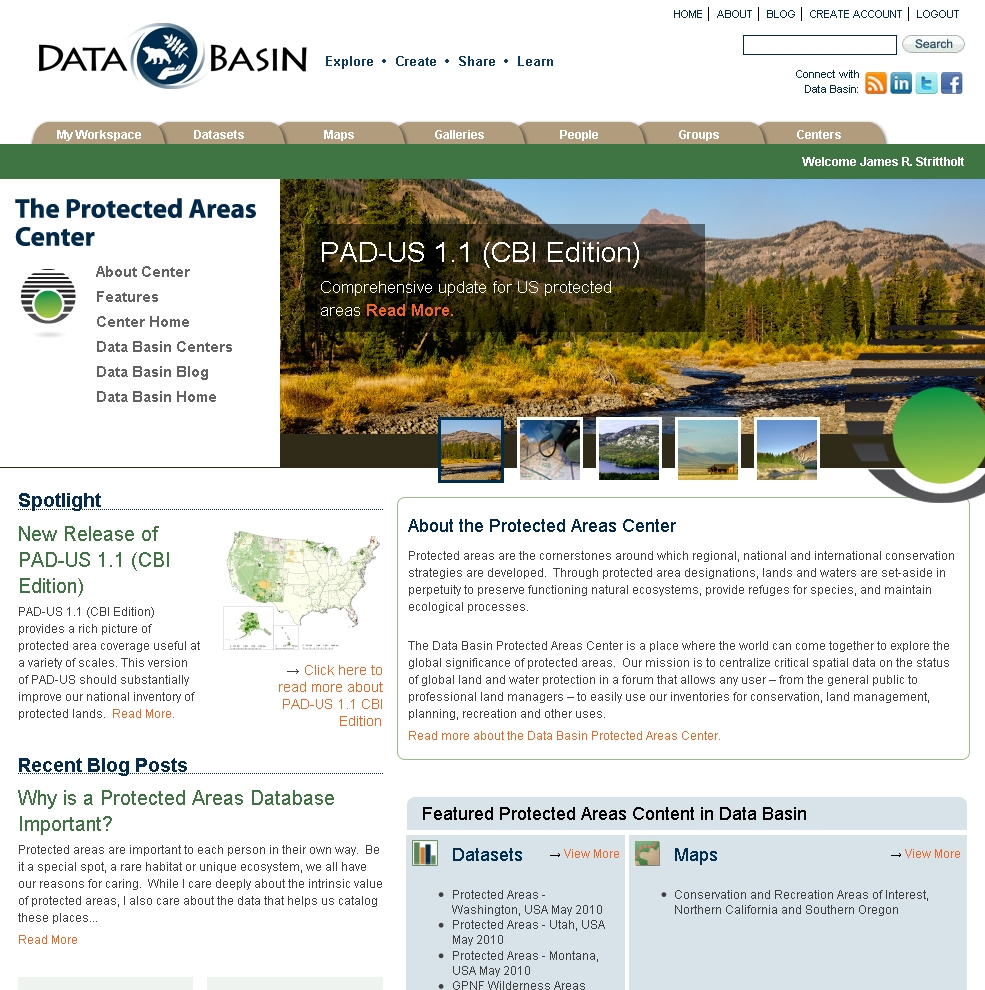 HOME | ABOUT | BLOG | CREATE ACCOUNT | LOGOUT
DATA BASIN
Explore • Create • Share • Learn
Search
Connect with
Data Basin:
My Workspace
Datasets
Maps
Galleries
People
Groups
Centers
Welcome James R. Strittholt
The Protected Areas
Center
About Center
Features
Center Home
Data Basin Centers
Data Basin Blog
Data Basin Home
PAD-US 1.1 (CBI Edition)
Comprehensive update for US protected
areas Read More.
Spotlight
New Release of
PAD-US 1.1 (CBI
Edition)
PAD-US 1.1 (CBI Edition)
provides a rich picture of
protected area coverage useful at
a variety of scales. This version
of PAD-US should substantially
improve our national inventory of
protected lands. Read More.
→ Click here to
read more about
PAD-US 1.1 CBI
Edition
Recent Blog Posts
Why is a Protected Areas Database
Important?
Protected areas are important to each person in their own way. Be
it a special spot, a rare habitat or unique ecosystem, we all have
our reasons for caring. While I care deeply about the intrinsic value
of protected areas, I also care about the data that helps us catalog
these places...
Read More
About the Protected Areas Center
Protected areas are the cornerstones around which regional, national and international conservation
strategies are developed. Through protected area designations, lands and waters are set-aside in
perpetuity to preserve functioning natural ecosystems, provide refuges for species, and maintain
ecological processes.
The Data Basin Protected Areas Center is a place where the world can come together to explore the
global significance of protected areas. Our mission is to centralize critical spatial data on the status
of global land and water protection in a forum that allows any user – from the general public to
professional land managers – to easily use our inventories for conservation, land management,
planning, recreation and other uses.
Read more about the Data Basin Protected Areas Center.
Featured Protected Areas Content in Data Basin
Datasets
→ View More
• Protected Areas -
Washington, USA May 2010
• Protected Areas - Utah, USA
May 2010
• Protected Areas - Montana,
USA May 2010
• GPNF Wilderness Areas
Maps
→ View More
• Conservation and Recreation Areas of Interest,
Northern California and Southern Oregon